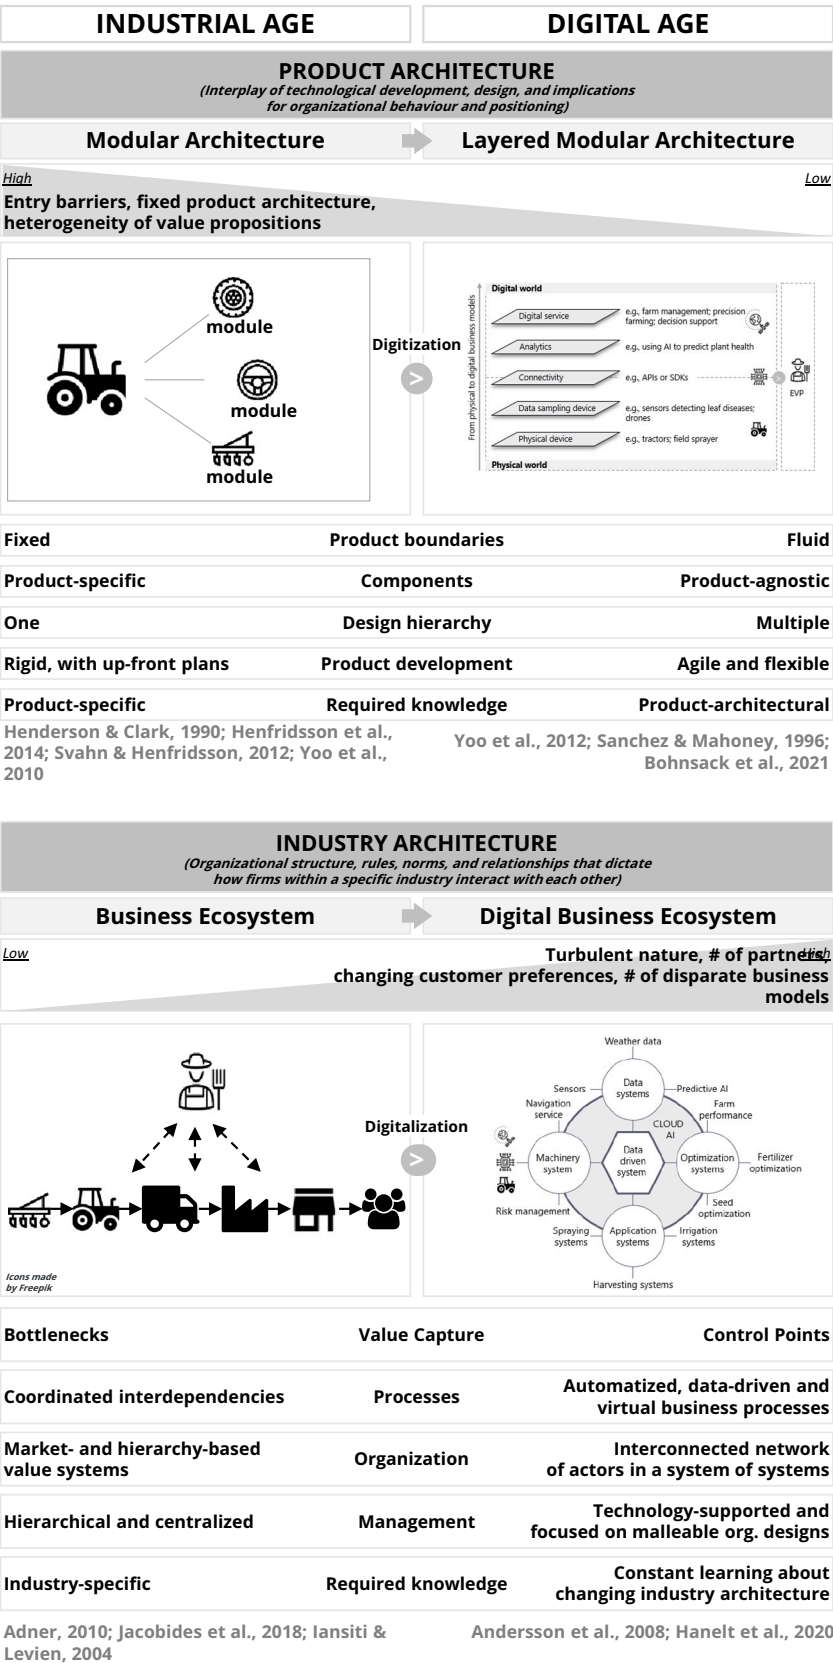 INDUSTRIAL AGE
DIGITAL AGE
PRODUCT ARCHITECTURE
(Interplay of technological development, design, and implications
for organizational behaviour and positioning)
Modular Architecture
Layered Modular Architecture
High
Low
Entry barriers, fixed product architecture,
heterogeneity of value propositions
module
module
module
Digitization
>
From physical to digital business models
Digital world
Digital service
e.g., farm management; precision
farming; decision support
Analytics
e.g., using AI to predict plant health
Connectivity
e.g., APIs or SDKs
>
EVP
Data sampling device
e.g., sensors detecting leaf diseases;
drones
Physical device
e.g., tractors; field sprayer
Physical world
Fixed
Product boundaries
Fluid
Product-specific
Components
Product-agnostic
One
Design hierarchy
Multiple
Rigid, with up-front plans
Product development
Agile and flexible
Product-specific
Required knowledge
Product-architectural
Henderson & Clark, 1990; Henfridsson et al.,
2014; Svahn & Henfridsson, 2012; Yoo et al.,
2010
Yoo et al., 2012; Sanchez & Mahoney, 1996;
Bohnsack et al., 2021
INDUSTRY ARCHITECTURE
(Organizational structure, rules, norms, and relationships that dictate
how firms within a specific industry interact with each other)
Business Ecosystem
Digital Business Ecosystem
Low
High
Turbulent nature, # of partners,
changing customer preferences, # of disparate business
models
Icons made
by Freepik
Digitalization
>
Weather data
Sensors
Data
systems
Predictive AI
Navigation
service
Farm
performance
CLOUD
AI
Machinery
system
Data
driven
system
Optimization
systems
Fertilizer
optimization
Risk management
Seed
optimization
Spraying
systems
Application
systems
Irrigation
systems
Harvesting systems
Bottlenecks
Value Capture
Control Points
Coordinated interdependencies
Processes
Automatized, data-driven and
virtual business processes
Market- and hierarchy-based
value systems
Organization
Interconnected network
of actors in a system of systems
Hierarchical and centralized
Management
Technology-supported and
focused on malleable org. designs
Industry-specific
Required knowledge
Constant learning about
changing industry architecture
Adner, 2010; Jacobides et al., 2018; Iansiti &
Levien, 2004
Andersson et al., 2008; Hanelt et al., 2020